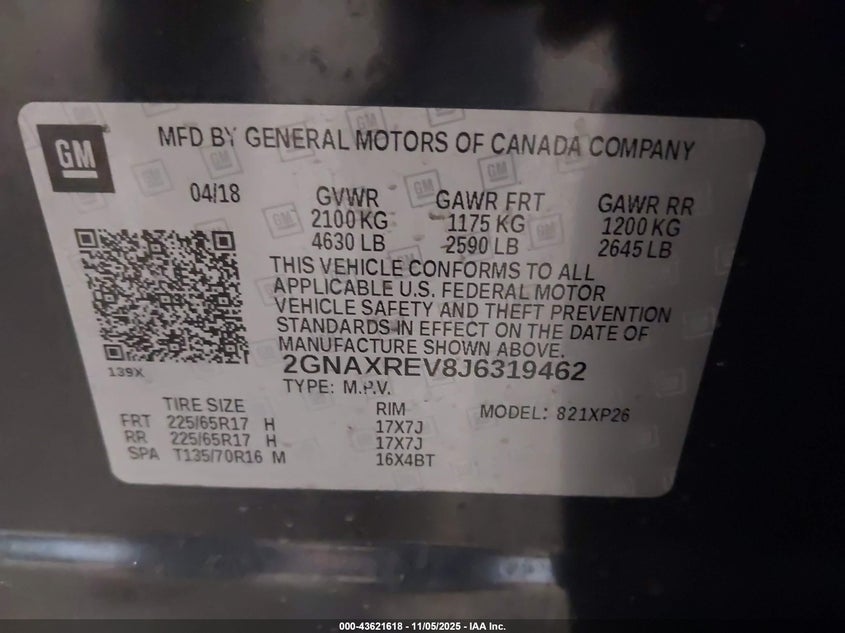 GM
MFD BY GENERAL MOTORS OF CANADA COMPANY
04/18
GVWR GAWR FRT GAWR RR
2100 KG 1175 KG 1200 KG
4630 LB 2590 LB 2645 LB
THIS VEHICLE CONFORMS TO ALL
APPLICABLE U.S. FEDERAL MOTOR
VEHICLE SAFETY AND THEFT PREVENTION
STANDARDS IN EFFECT ON THE DATE OF
MANUFACTURE SHOWN ABOVE.
139X
2GNAXREV8J6319462
TYPE: M.P.V.
TIRE SIZE RIM MODEL: 821XP26
FRT 225/65R17 H 17X7J
RR 225/65R17 H 17X7J
SPA T135/70R16 M 16X4BT
000-43621618 - 11/05/2025 - IAA Inc.